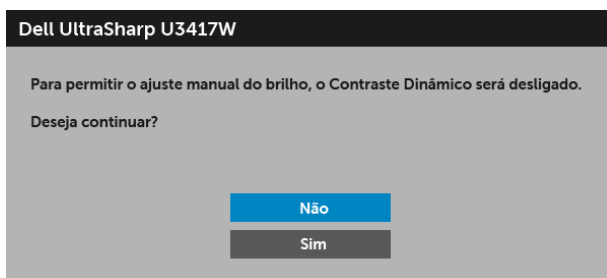 Dell UltraSharp U3417W
Para permitir o ajuste manual do brilho, o Contraste Dinâmico será desligado.
Deseja continuar?
Não
Sim